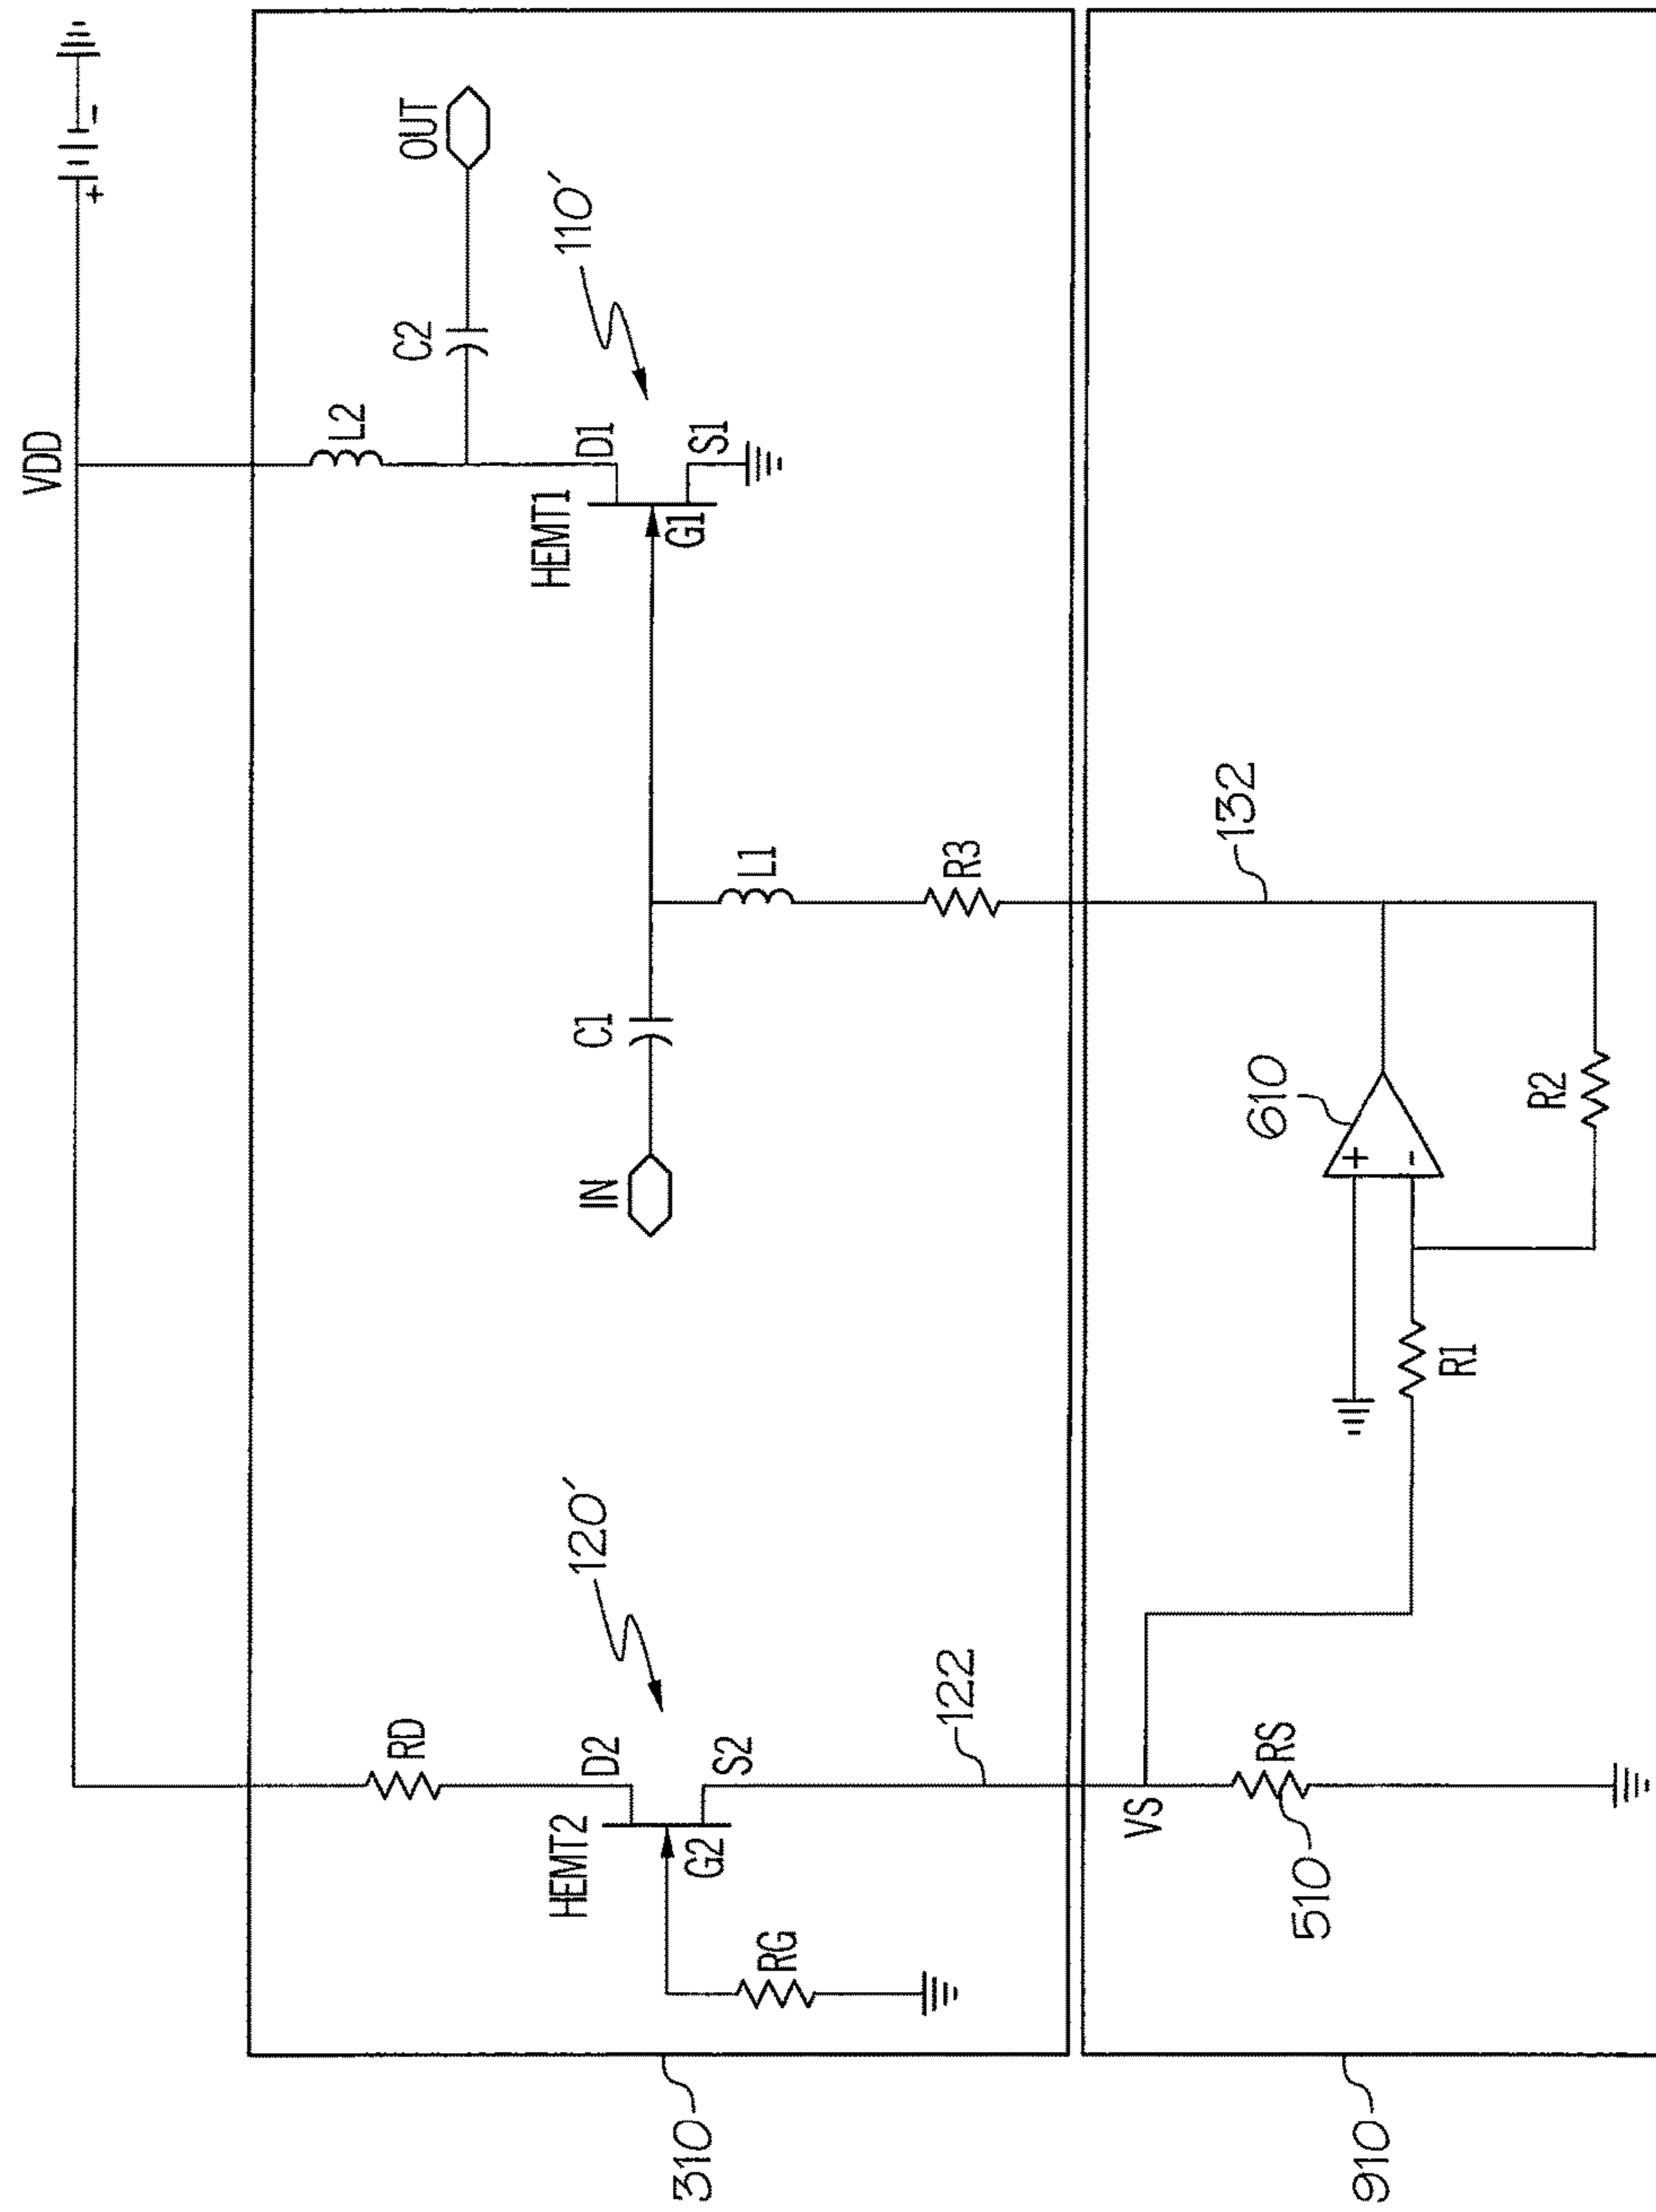 VDD
+
-
L2
C2
OUT
RD
D2
HEMT2
G2
S2
120′
RG
IN
C1
HEMT1
D1
G1
S1
110′
L1
R3
122
132
310
VS
RS
510
R1
+
-
610
R2
910